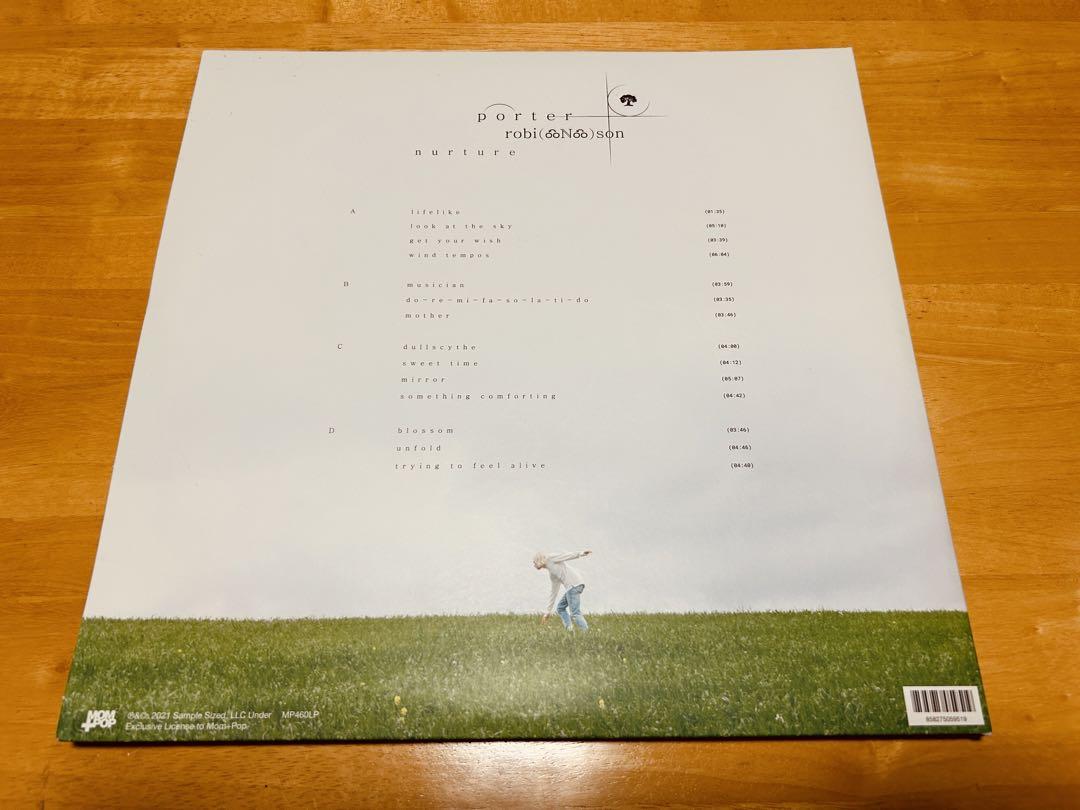 porter
robi(ஃNஃ)son
nurture
A lifelike (01:35)
look at the sky (05:10)
get your wish (03:39)
wind tempos (06:04)
B musician (03:59)
do-re-mi-fa-so-la-ti-do (03:35)
mother (03:46)
C dullscythe (04:00)
sweet time (04:12)
mirror (05:07)
something comforting (04:42)
D blossom (03:46)
unfold (04:46)
trying to feel alive (04:40)
MOM+POP
℗&© 2021 Sample Sized, LLC Under MP460LP
Exclusive License to Mom+Pop.
858275059519